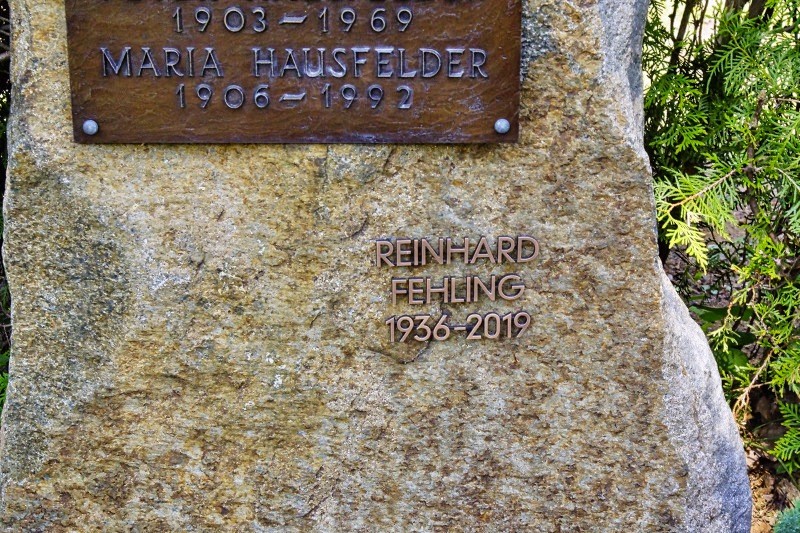 1903–1969
MARIA HAUSFELDER
1906–1992
REINHARD
FEHLING
1936–2019